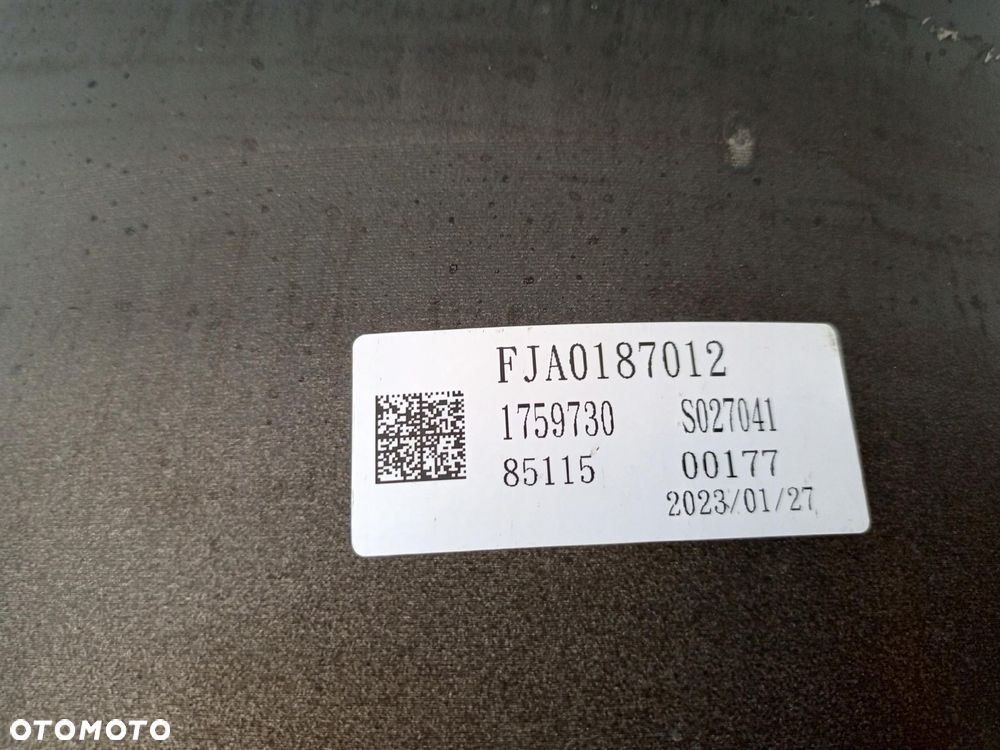 FJA0187012
1759730 S027041
85115 00177
2023/01/27
OTOMOTO